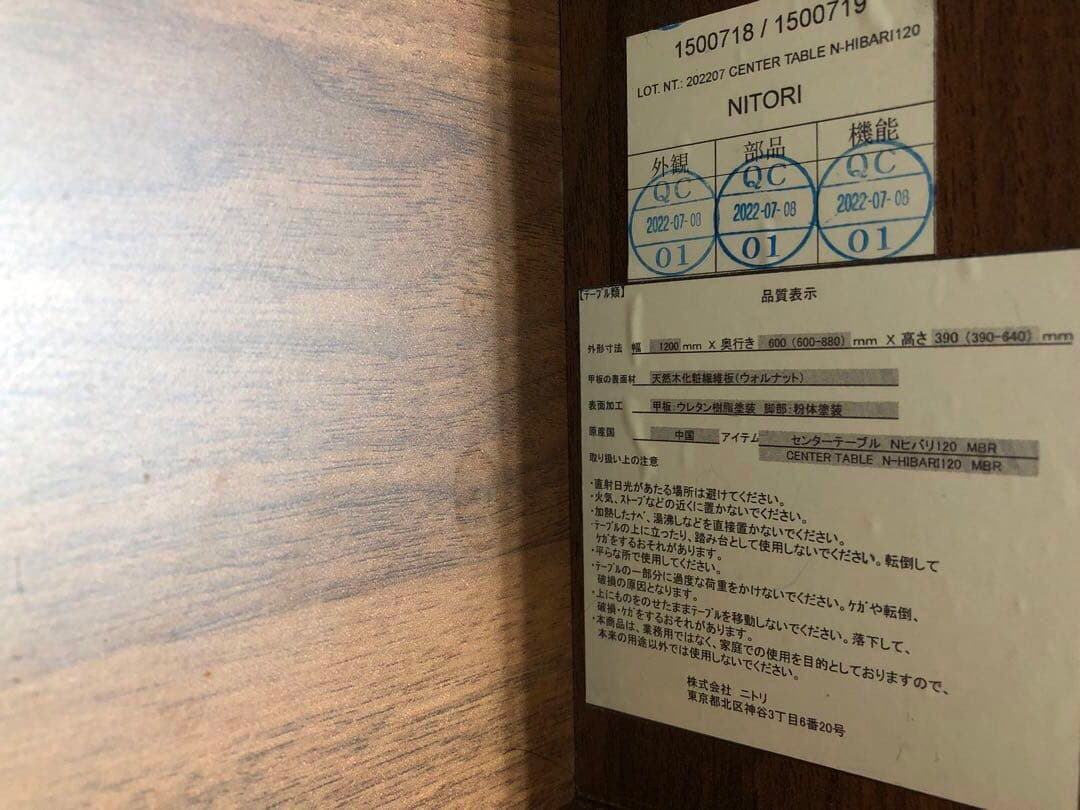 1500718 / 1500719
LOT. NT.: 202207 CENTER TABLE N-HIBARI120
NITORI
外観 部品 機能
QC QC QC
2022-07-08 2022-07-08 2022-07-08
01 01 01
【テーブル類】 品質表示
外形寸法 幅 1200 mm X 奥行き 600 (600-880) mm X 高さ 390 (390-640) mm
甲板の表面材 天然木化粧繊維板(ウォルナット)
表面加工 甲板:ウレタン樹脂塗装 脚部:粉体塗装
原産国 中国 アイテム センターテーブル Nヒバリ120 MBR
CENTER TABLE N-HIBARI120 MBR
取り扱い上の注意
・直射日光があたる場所は避けてください。
・火気、ストーブなどの近くに置かないでください。
・加熱したナベ、湯沸しなどを直接置かないでください。
・テーブルの上に立ったり、踏み台として使用しないでください。転倒して
ケガをするおそれがあります。
・平らな所で使用してください。
・テーブルの一部分に過度な荷重をかけないでください。ケガや転倒、
破損の原因となります。
・上にものをのせたままテーブルを移動しないでください。落下して、
破損・ケガをするおそれがあります。
・本商品は、業務用ではなく、家庭での使用を目的としておりますので、
本来の用途以外では使用しないでください。
株式会社 ニトリ
東京都北区神谷3丁目6番20号